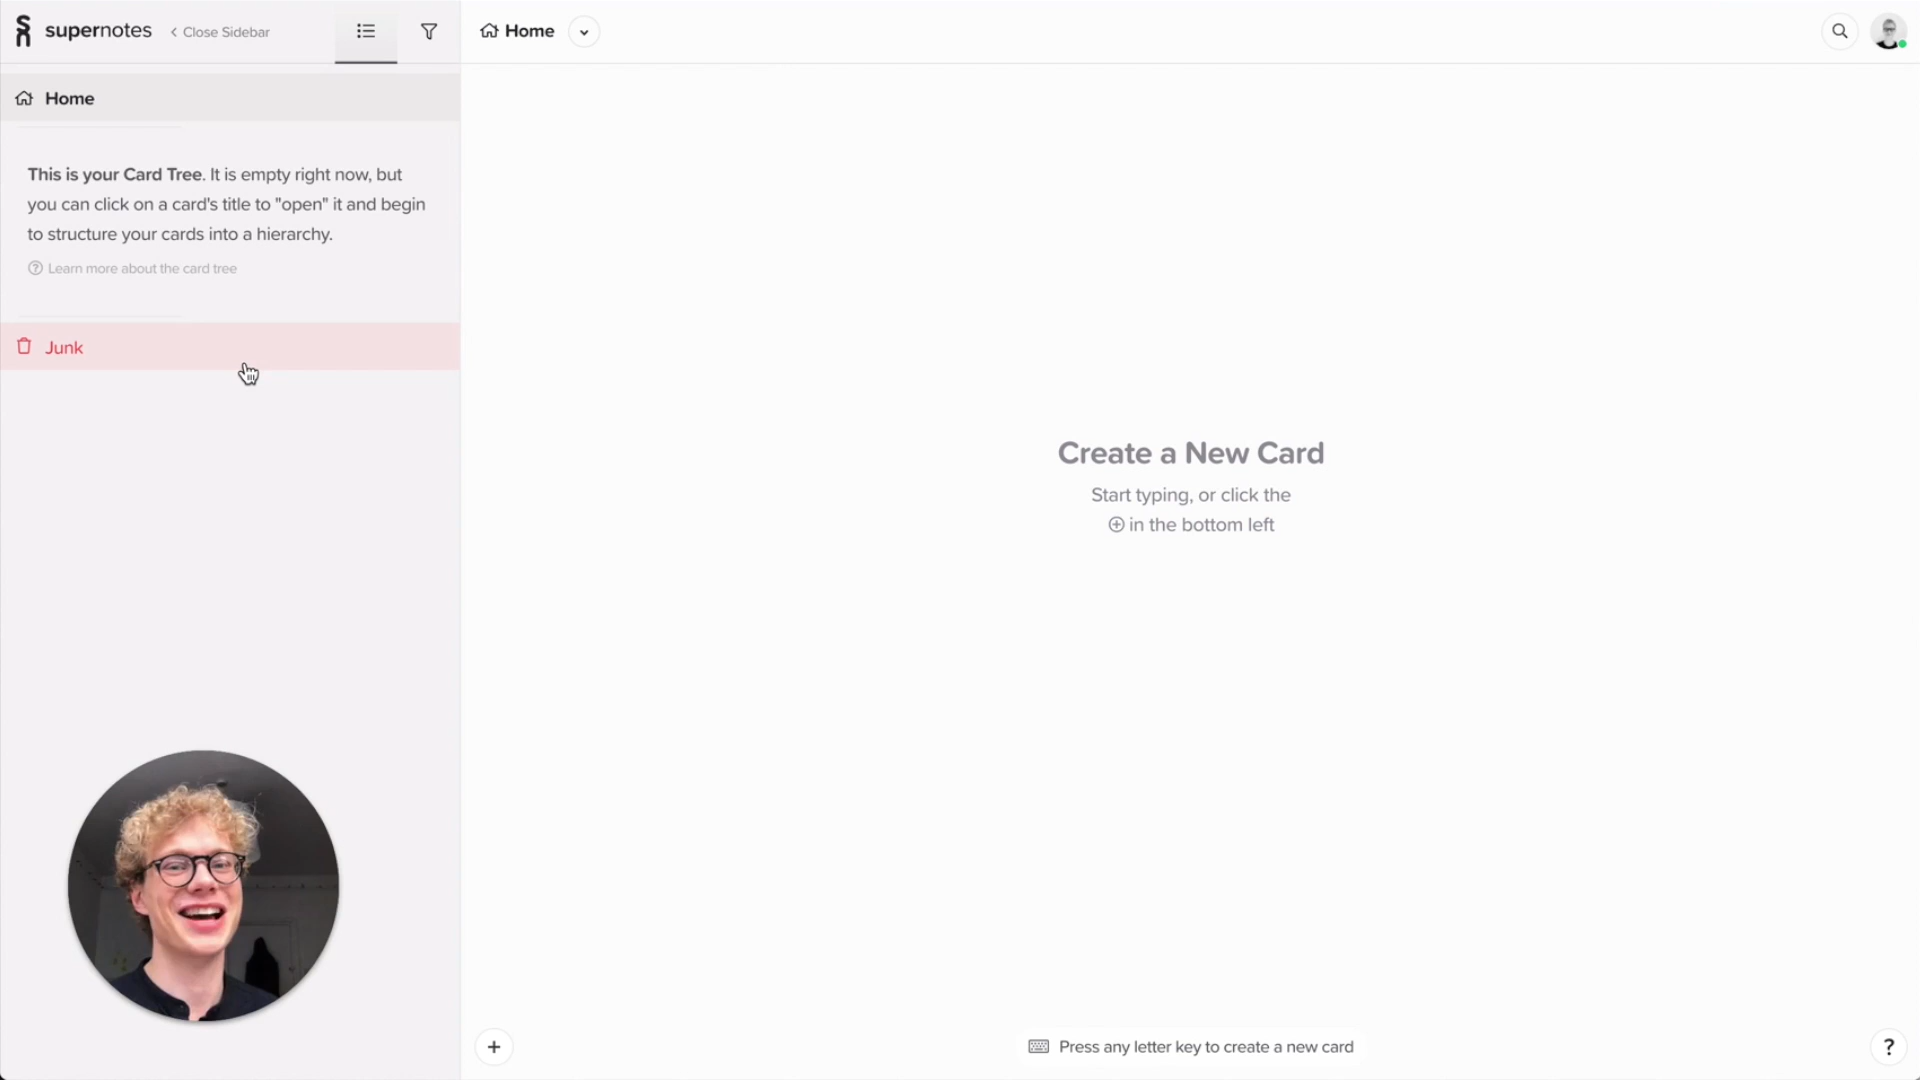 supernotes
Close Sidebar
Home
Home
This is your Card Tree. It is empty right now, but
you can click on a card's title to "open" it and begin
to structure your cards into a hierarchy.
Learn more about the card tree
Junk
Create a New Card
Start typing, or click the
in the bottom left
Press any letter key to create a new card
?